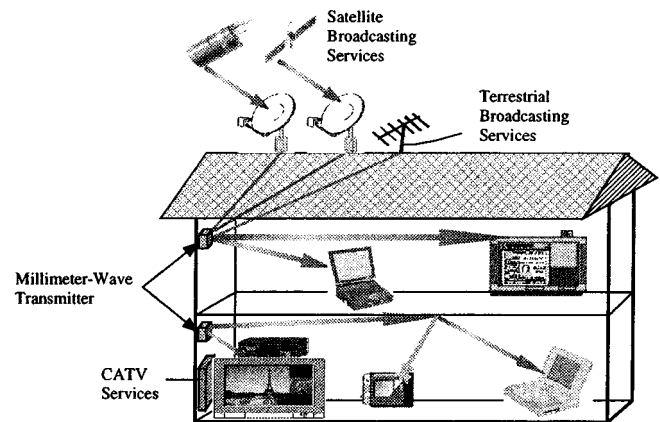 Satellite
Broadcasting
Services
Terrestrial
Broadcasting
Services
Millimeter-Wave
Transmitter
CATV
Services